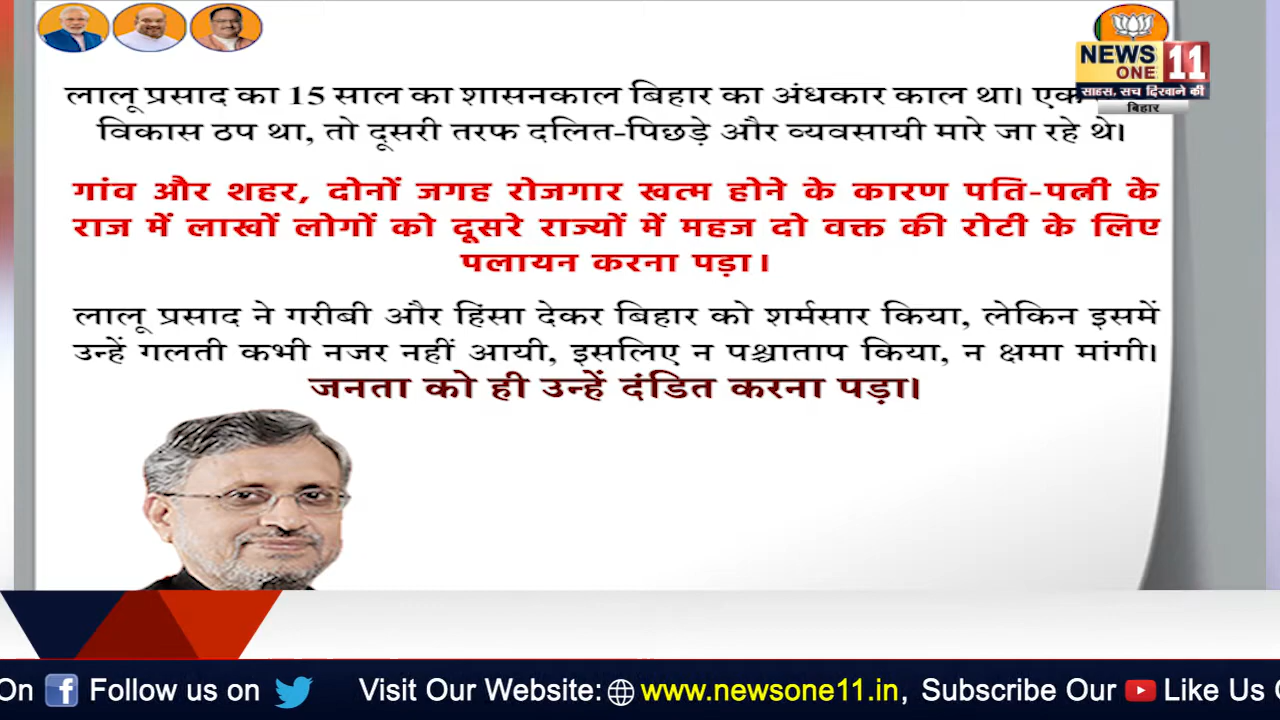 NEWS
ONE 11
साहस, सच दिखाने की
बिहार
लालू प्रसाद का 15 साल का शासनकाल बिहार का अंधकार काल था। एक
विकास ठप था, तो दूसरी तरफ दलित-पिछड़े और व्यवसायी मारे जा रहे थे।
गांव और शहर, दोनों जगह रोजगार खत्म होने के कारण पति-पत्नी के
राज में लाखों लोगों को दूसरे राज्यों में महज दो वक्त की रोटी के लिए
पलायन करना पड़ा।
लालू प्रसाद ने गरीबी और हिंसा देकर बिहार को शर्मसार किया, लेकिन इसमें
उन्हें गलती कभी नजर नहीं आयी, इसलिए न पश्चाताप किया, न क्षमा मांगी।
जनता को ही उन्हें दंडित करना पड़ा।
On Follow us on Visit Our Website: www.newsone11.in, Subscribe Our Like Us